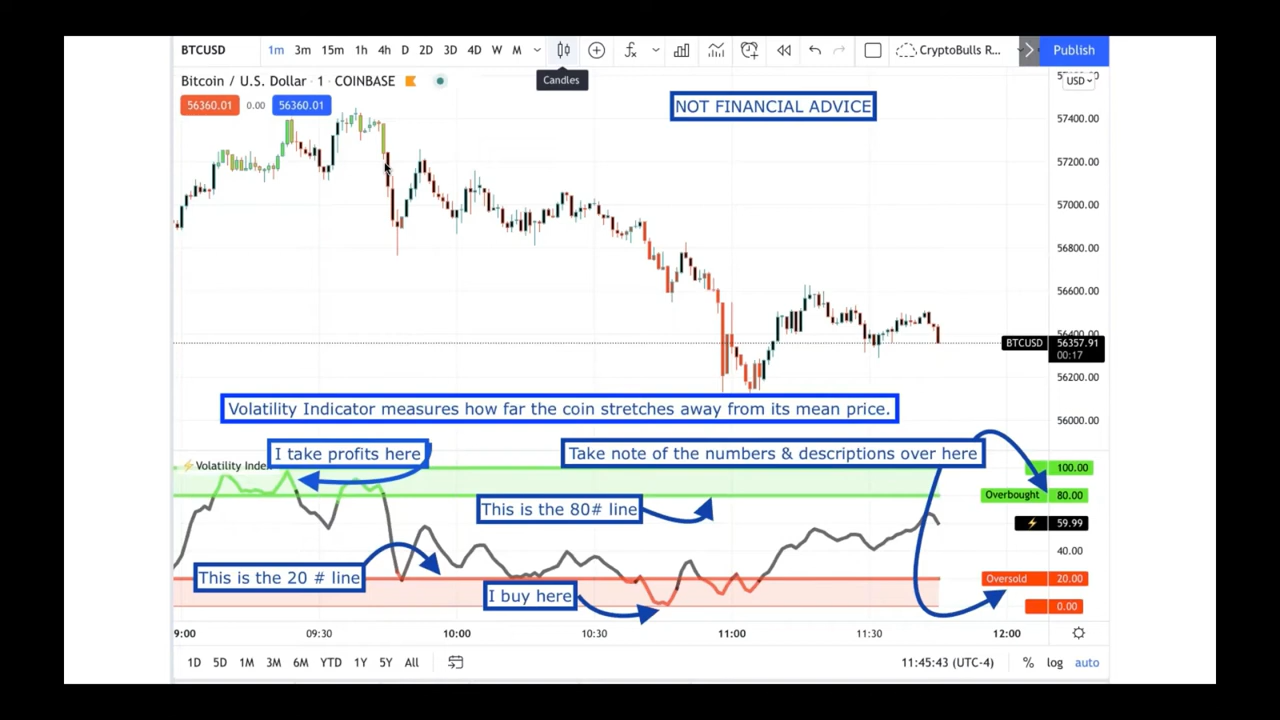 BTCUSD 1m 3m 15m 1h 4h D 2D 3D 4D W M CryptoBulls R... Publish
Candles
Bitcoin / U.S. Dollar · 1 · COINBASE
USD
56360.01 0.00 56360.01
NOT FINANCIAL ADVICE
57400.00
57200.00
57000.00
56800.00
56600.00
56400.00
BTCUSD 56357.91
00:17
56200.00
56000.00
Volatility Indicator measures how far the coin stretches away from its mean price.
I take profits here
Take note of the numbers & descriptions over here
Volatility Index
100.00
Overbought 80.00
This is the 80# line
59.99
40.00
This is the 20 # line
Oversold 20.00
I buy here
0.00
9:00 09:30 10:00 10:30 11:00 11:30 12:00
1D 5D 1M 3M 6M YTD 1Y 5Y All 11:45:43 (UTC-4) % log auto